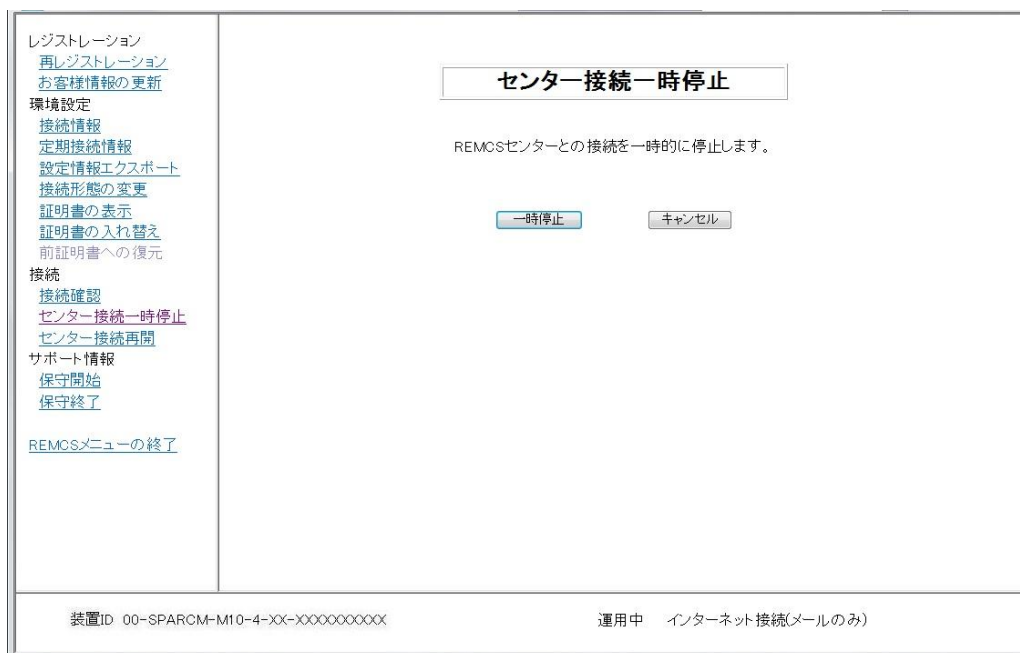 レジストレーション
再レジストレーション
お客様情報の更新
環境設定
接続情報
定期接続情報
設定情報エクスポート
接続形態の変更
証明書の表示
証明書の入れ替え
前証明書への復元
接続
接続確認
センター接続一時停止
センター接続再開
サポート情報
保守開始
保守終了
REMCSメニューの終了
センター接続一時停止
REMCSセンターとの接続を一時的に停止します。
一時停止 キャンセル
装置ID 00-SPARCM-M10-4-XX-XXXXXXXXXX 運用中 インターネット接続(メールのみ)